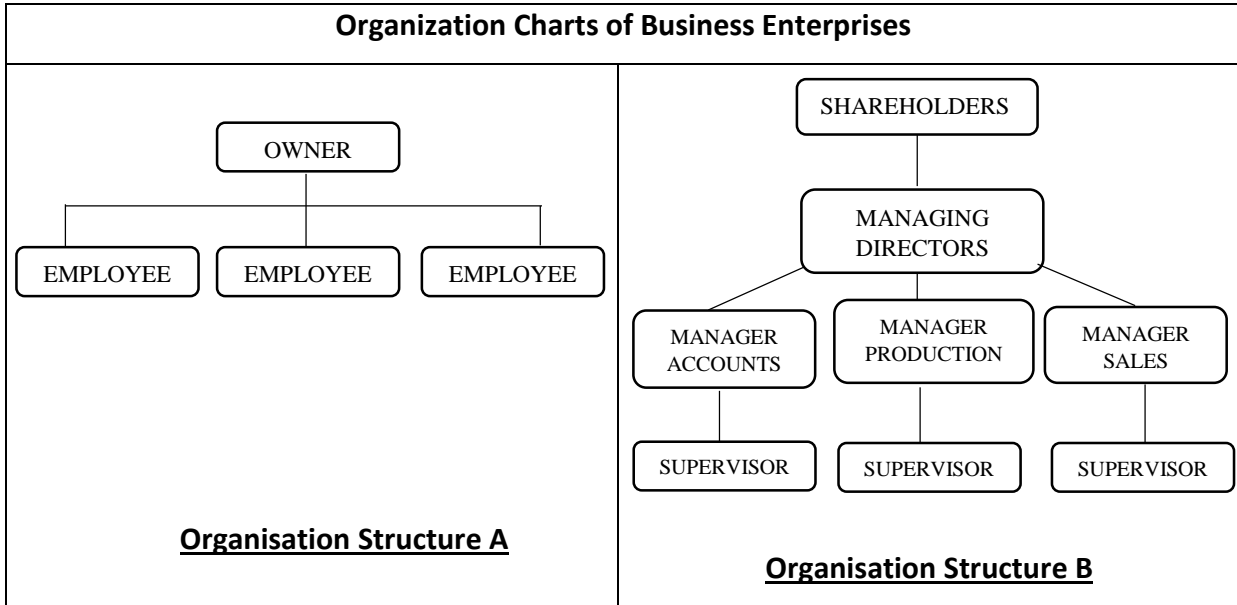 Organization Charts of Business Enterprises
OWNER
EMPLOYEE EMPLOYEE EMPLOYEE
Organisation Structure A
SHAREHOLDERS
MANAGING
DIRECTORS
MANAGER
ACCOUNTS
MANAGER
PRODUCTION
MANAGER
SALES
SUPERVISOR SUPERVISOR SUPERVISOR
Organisation Structure B